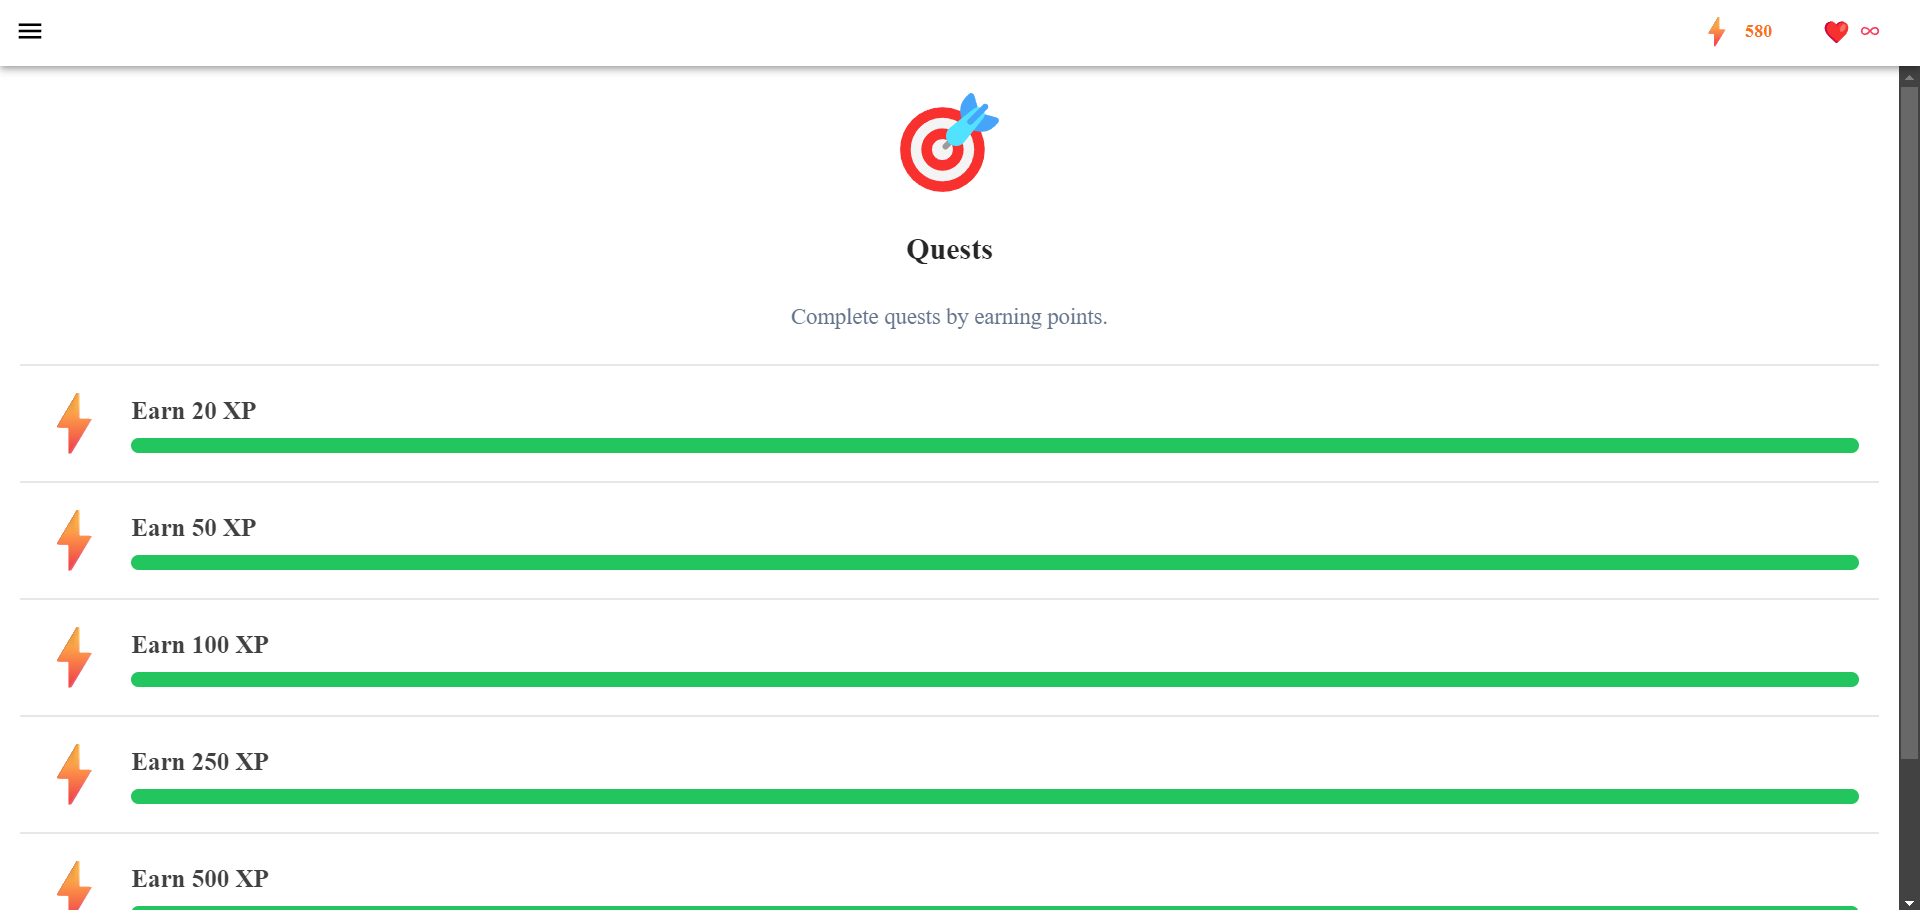 580 ∞
Quests
Complete quests by earning points.
Earn 20 XP
Earn 50 XP
Earn 100 XP
Earn 250 XP
Earn 500 XP